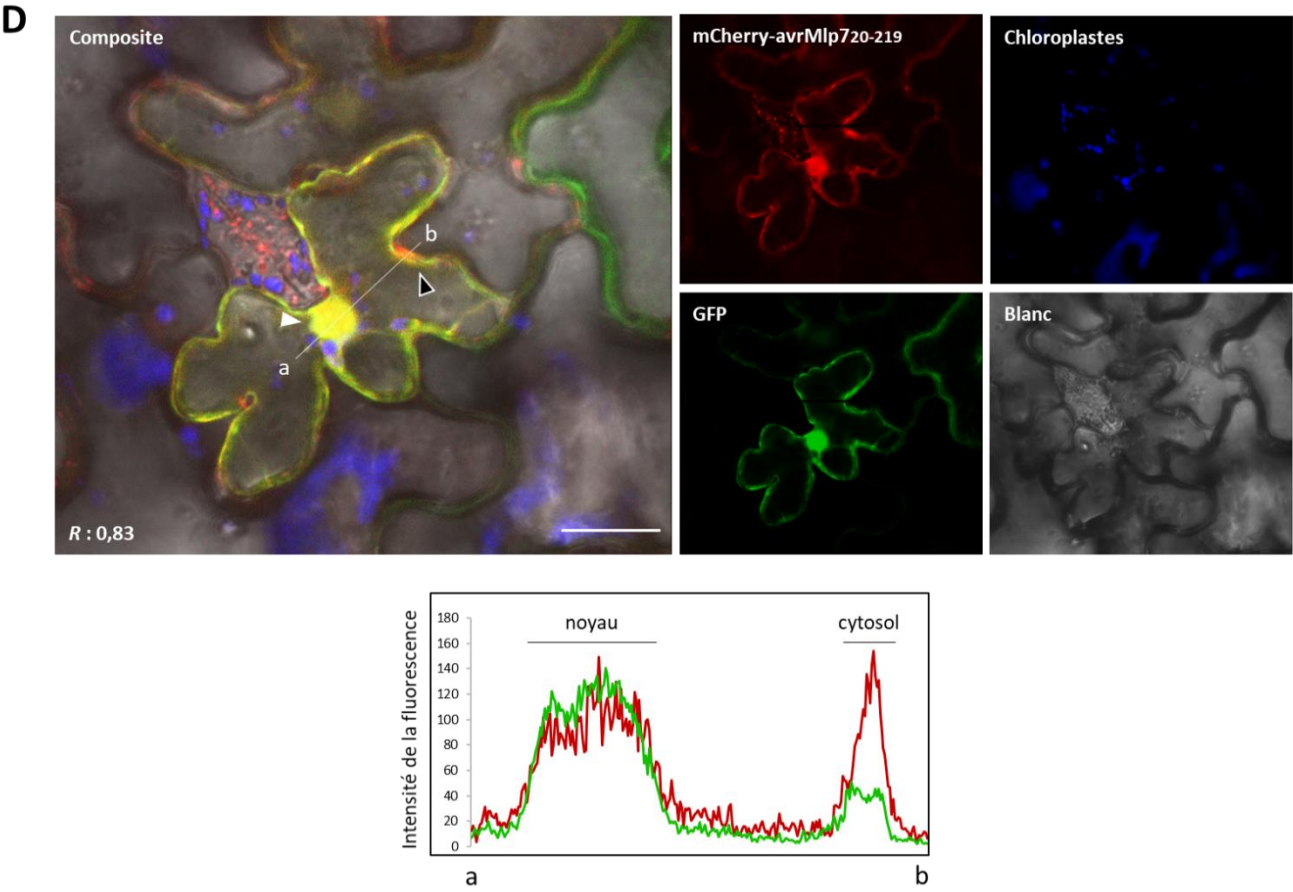 D
Composite
b
a
R : 0,83
mCherry-avrMlp720-219
Chloroplastes
GFP
Blanc
Intensité de la fluorescence
180
160
140
120
100
80
60
40
20
0
noyau
cytosol
a
b